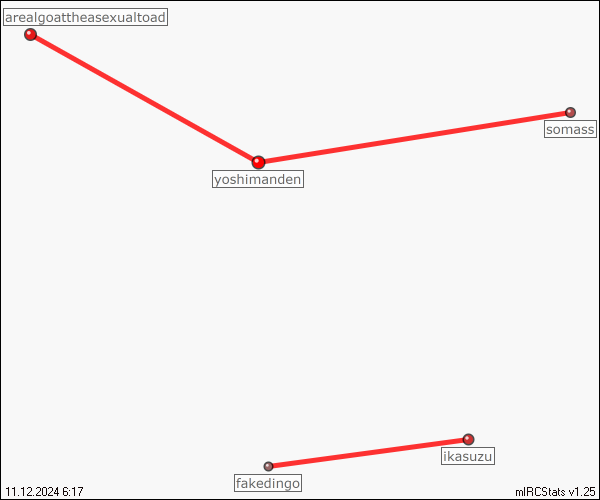 arealgoattheasexualtoad
somass
yoshimanden
ikasuzu
fakedingo
11.12.2024 6:17
mIRCStats v1.25